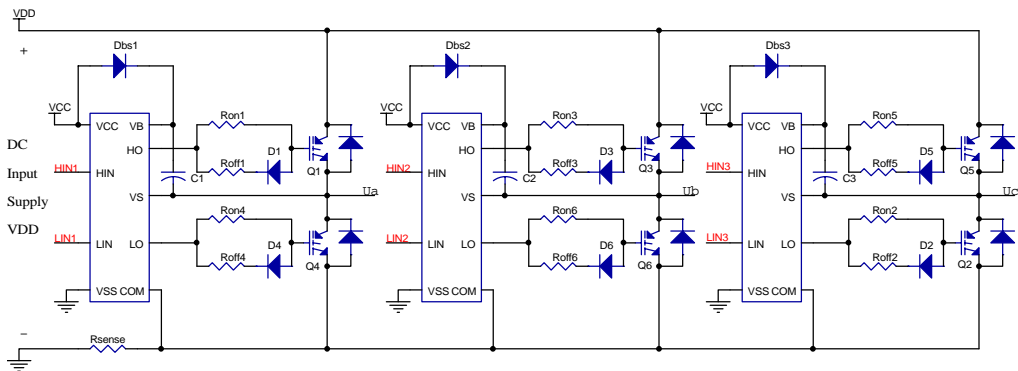 VDD
+
Dbs1
Dbs2
Dbs3
VCC
VCC
VCC
VCC VB
Ron1
VCC VB
Ron3
VCC VB
Ron5
DC
HO
D1
HO
D3
HO
D5
Input
HIN1
HIN
Roff1
Q1
C1
HIN2
HIN
Roff3
Q3
C2
HIN3
HIN
Roff5
Q5
C3
Supply
VS
Ua
VS
Ub
VS
Uc
Ron4
Ron6
Ron2
VDD
LIN1
LIN LO
D4
Q4
LIN2
LIN LO
D6
Q6
LIN3
LIN LO
D2
Q2
Roff4
Roff6
Roff2
VSS COM
VSS COM
VSS COM
−
Rsense